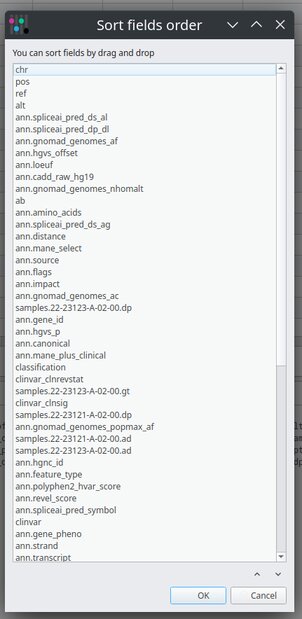 Sort fields order
You can sort fields by drag and drop
chr
pos
ref
alt
ann.spliceai_pred_ds_al
ann.spliceai_pred_dp_dl
ann.gnomad_genomes_af
ann.hgvs_offset
ann.loeuf
ann.cadd_raw_hg19
ann.gnomad_genomes_nhomalt
ab
ann.amino_acids
ann.spliceai_pred_ds_ag
ann.distance
ann.mane_select
ann.source
ann.flags
ann.impact
ann.gnomad_genomes_ac
samples.22-23123-A-02-00.dp
ann.gene_id
ann.hgvs_p
ann.canonical
ann.mane_plus_clinical
classification
clinvar_clnrevstat
samples.22-23123-A-02-00.gt
clinvar_clnsig
samples.22-23121-A-02-00.dp
ann.gnomad_genomes_popmax_af
samples.22-23121-A-02-00.ad
samples.22-23123-A-02-00.ad
ann.hgnc_id
ann.feature_type
ann.polyphen2_hvar_score
ann.revel_score
ann.spliceai_pred_symbol
clinvar
ann.gene_pheno
ann.strand
ann.transcript
OK
Cancel